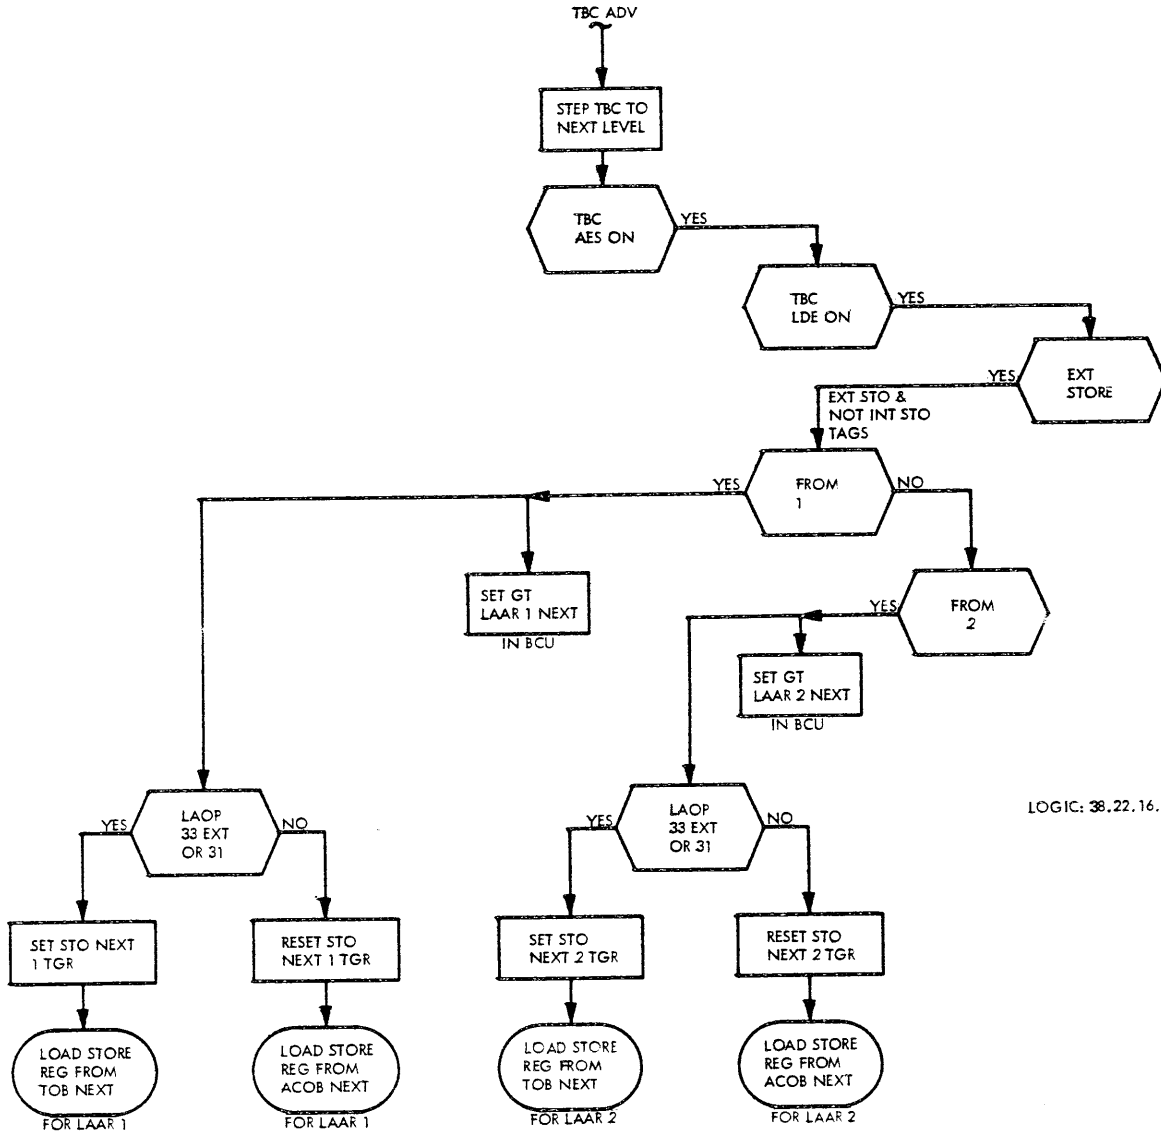 TBC ADV
STEP TBC TO
NEXT LEVEL
TBC
AES ON
YES
TBC
LDE ON
YES
EXT
STORE
YES
EXT STO &
NOT INT STO
TAGS
FROM
1
YES
NO
SET GT
LAAR 1 NEXT
IN BCU
FROM
2
YES
SET GT
LAAR 2 NEXT
IN BCU
LAOP
33 EXT
OR 31
YES
NO
LAOP
33 EXT
OR 31
YES
NO
LOGIC: 38.22.16.
SET STO NEXT
1 TGR
RESET STO
NEXT 1 TGR
SET STO
NEXT 2 TGR
RESET STO
NEXT 2 TGR
LOAD STORE
REG FROM
TOB NEXT
FOR LAAR 1
LOAD STORE
REG FROM
ACOB NEXT
FOR LAAR 1
LOAD STORE
REG FROM
TOB NEXT
FOR LAAR 2
LOAD STORE
REG FROM
ACOB NEXT
FOR LAAR 2